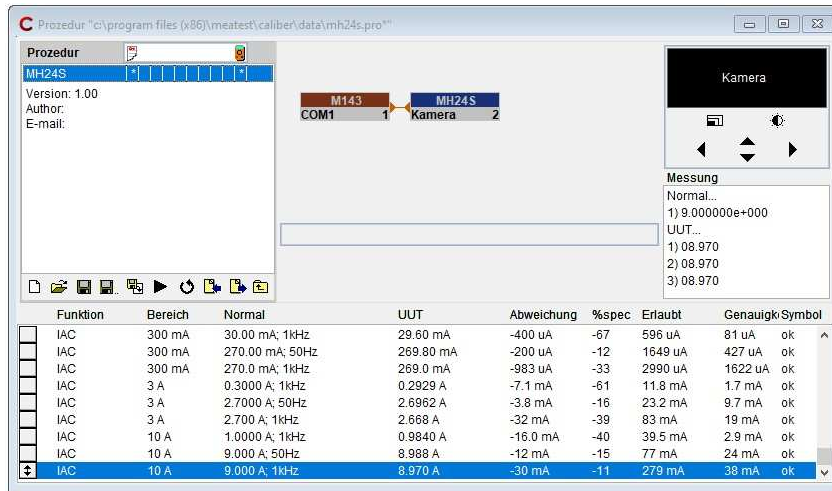 C Prozedur "c:\program files (x86)\meatest\caliber\data\mh24s.pro*"
Prozedur
MH24S * *
Version: 1.00
Author:
E-mail:
M143 MH24S
COM1 1 Kamera 2
Kamera
Messung
Normal...
1) 9.000000e+000
UUT...
1) 08.970
2) 08.970
3) 08.970
Funktion Bereich Normal UUT Abweichung %spec Erlaubt Genauigk Symbol
IAC 300 mA 30.00 mA; 1kHz 29.60 mA -400 uA -67 596 uA 81 uA ok
IAC 300 mA 270.00 mA; 50Hz 269.80 mA -200 uA -12 1649 uA 427 uA ok
IAC 300 mA 270.0 mA; 1kHz 269.0 mA -983 uA -33 2990 uA 1622 uA ok
IAC 3 A 0.3000 A; 1kHz 0.2929 A -7.1 mA -61 11.8 mA 1.7 mA ok
IAC 3 A 2.7000 A; 50Hz 2.6962 A -3.8 mA -16 23.2 mA 9.7 mA ok
IAC 3 A 2.700 A; 1kHz 2.668 A -32 mA -39 83 mA 19 mA ok
IAC 10 A 1.0000 A; 1kHz 0.9840 A -16.0 mA -40 39.5 mA 2.9 mA ok
IAC 10 A 9.000 A; 50Hz 8.988 A -12 mA -15 77 mA 24 mA ok
IAC 10 A 9.000 A; 1kHz 8.970 A -30 mA -11 279 mA 38 mA ok